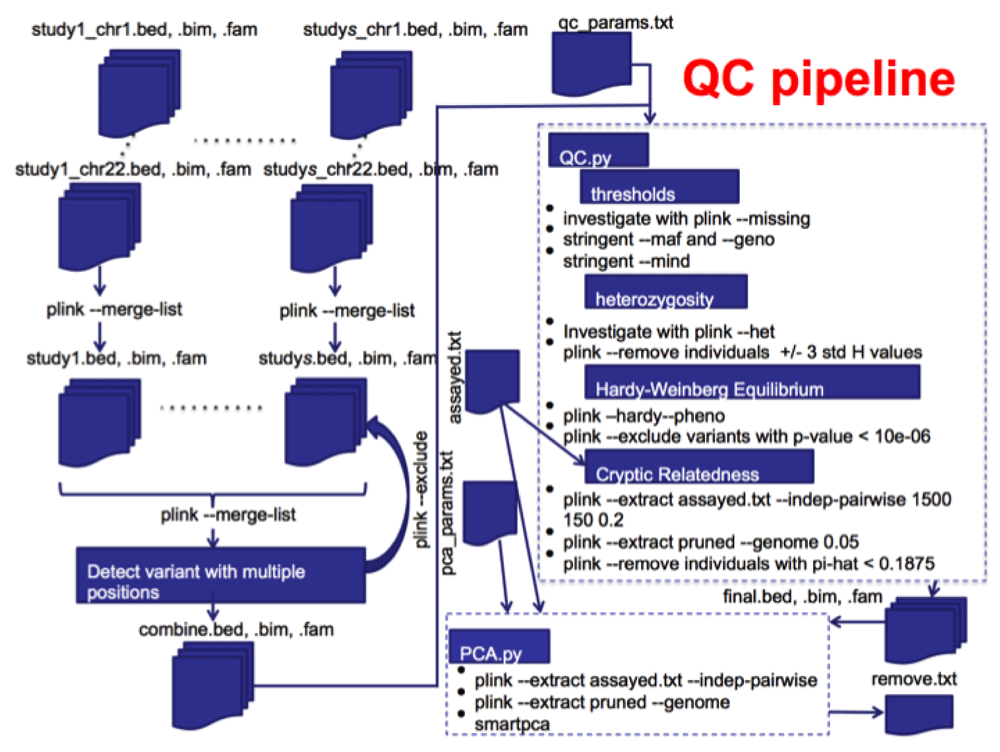 study1_chr1.bed, .bim, .fam
studys_chr1.bed, .bim, .fam
qc_params.txt
QC pipeline
study1_chr22.bed, .bim, .fam
studys_chr22.bed, .bim, .fam
plink --merge-list
plink --merge-list
study1.bed, .bim, .fam
studys.bed, .bim, .fam
plink --merge-list
Detect variant with multiple
positions
combine.bed, .bim, .fam
plink --exclude
assayed.txt
pca_params.txt
QC.py
thresholds
• investigate with plink --missing
• stringent --maf and --geno
• stringent --mind
heterozygosity
• Investigate with plink --het
• plink --remove individuals +/- 3 std H values
Hardy-Weinberg Equilibrium
• plink –hardy--pheno
• plink --exclude variants with p-value < 10e-06
Cryptic Relatedness
• plink --extract assayed.txt --indep-pairwise 1500
150 0.2
• plink --extract pruned --genome 0.05
• plink --remove individuals with pi-hat < 0.1875
final.bed, .bim, .fam
PCA.py
• plink --extract assayed.txt --indep-pairwise
• plink --extract pruned --genome
• smartpca
remove.txt